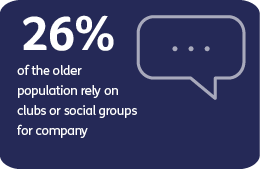 26%
of the older
population rely on
clubs or social groups
for company